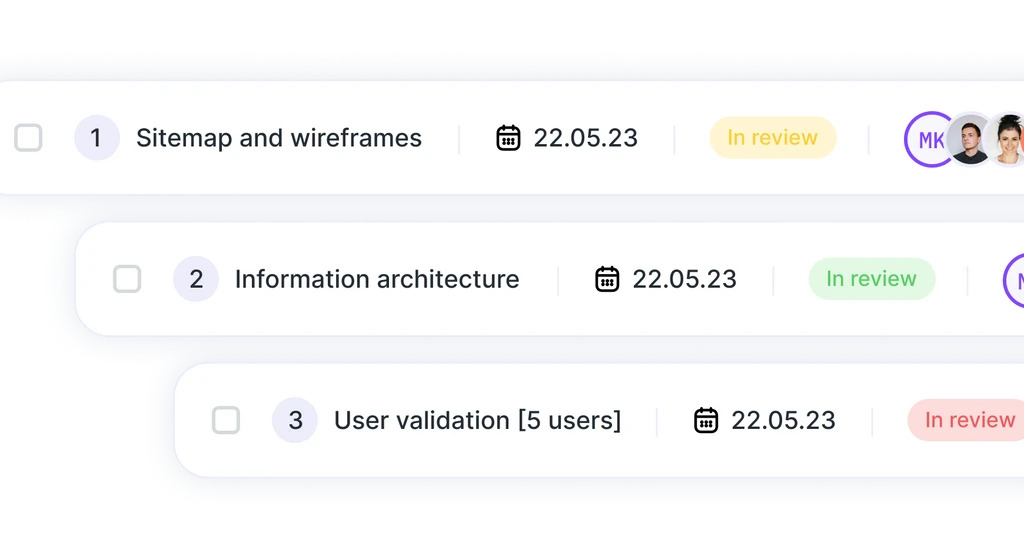 1 Sitemap and wireframes 22.05.23 In review MK
2 Information architecture 22.05.23 In review
3 User validation [5 users] 22.05.23 In review